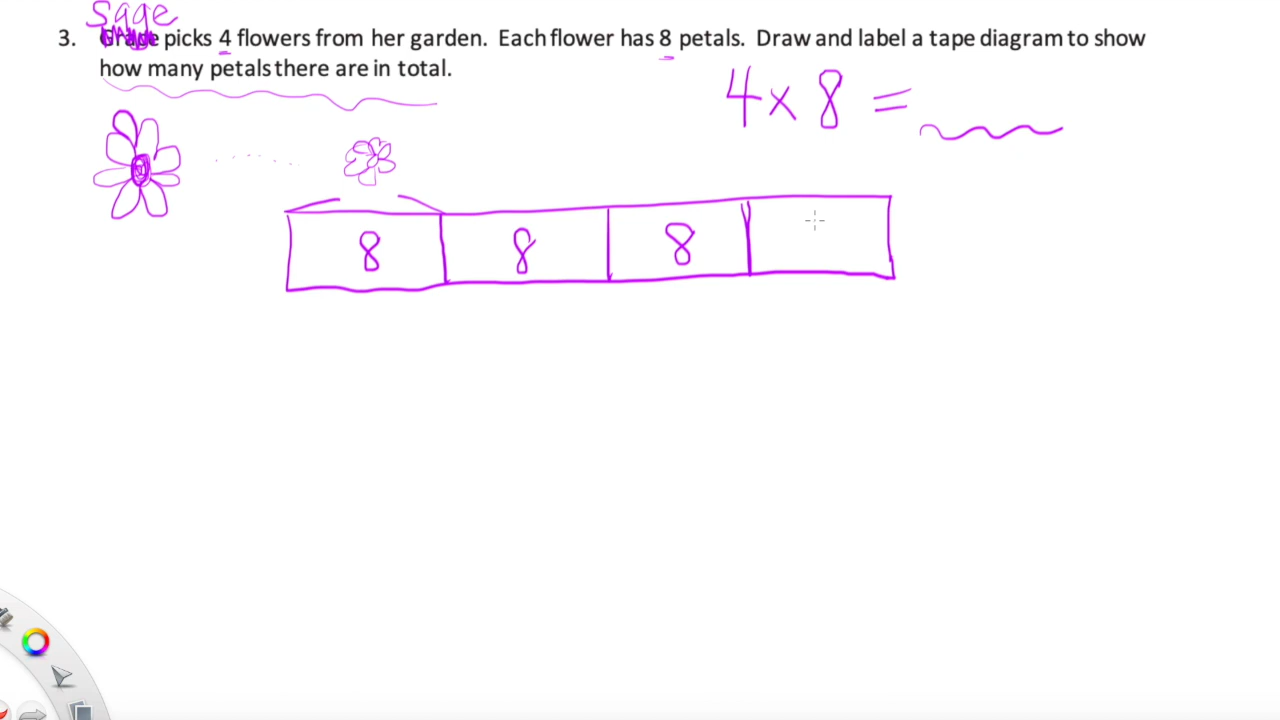 Sage
3. Grace picks 4 flowers from her garden. Each flower has 8 petals. Draw and label a tape diagram to show
how many petals there are in total.
4 x 8 =
8 8 8